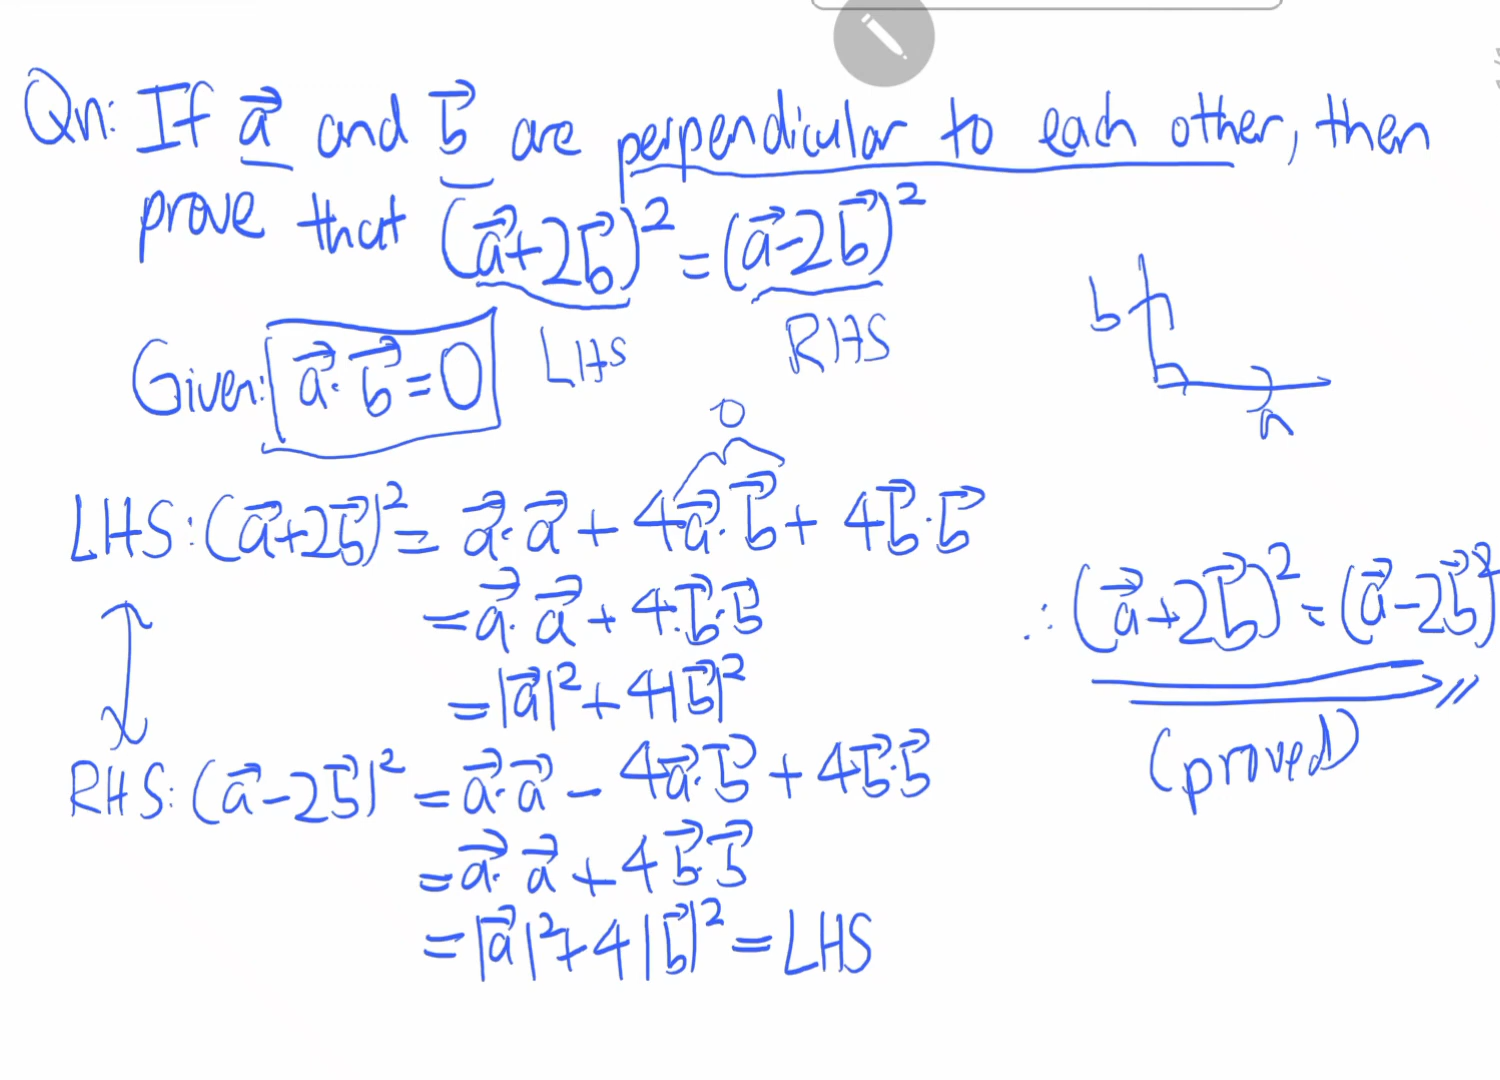 Qn: If a⃗ and b⃗ are perpendicular to each other, then
prove that (a⃗+2b⃗)² = (a⃗-2b⃗)²
LHS RHS
Given: a⃗·b⃗=0
b
a
0
LHS: (a⃗+2b⃗)² = a⃗·a⃗ + 4a⃗·b⃗ + 4b⃗·b⃗
= a⃗·a⃗ + 4·b⃗·b⃗
= |a⃗|² + 4|b⃗|²
RHS: (a⃗-2b⃗)² = a⃗·a⃗ - 4a⃗·b⃗ + 4b⃗·b⃗
= a⃗·a⃗ + 4b⃗·b⃗
= |a⃗|² + 4|b⃗|² = LHS
∴ (a⃗+2b⃗)² = (a⃗-2b⃗)²
(proved)